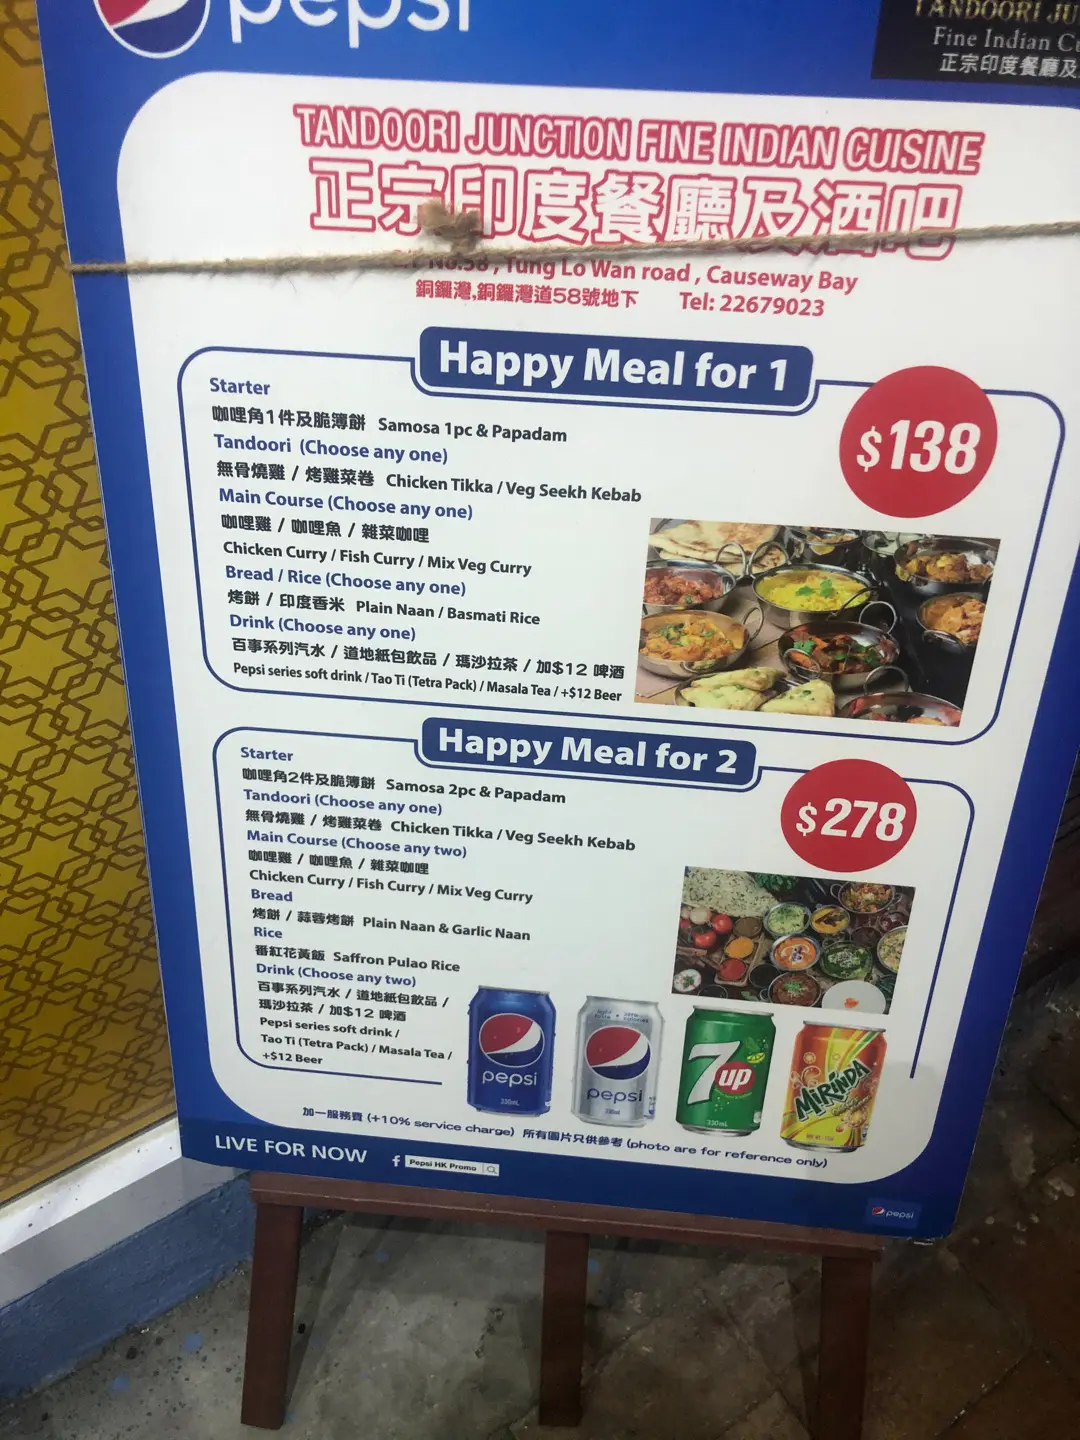 pepsi
TANDOORI JU
Fine Indian Cu
正宗印度餐廳及
TANDOORI JUNCTION FINE INDIAN CUISINE
正宗印度餐廳及酒吧
No.58 , Tung Lo Wan road , Causeway Bay
銅鑼灣,銅鑼灣道58號地下 Tel: 22679023
Happy Meal for 1
$138
Starter
咖哩角1件及脆簿餅 Samosa 1pc & Papadam
Tandoori (Choose any one)
無骨燒雞 / 烤雞菜卷 Chicken Tikka / Veg Seekh Kebab
Main Course (Choose any one)
咖哩雞 / 咖哩魚 / 雜菜咖哩
Chicken Curry / Fish Curry / Mix Veg Curry
Bread / Rice (Choose any one)
烤餅 / 印度香米 Plain Naan / Basmati Rice
Drink (Choose any one)
百事系列汽水 / 道地紙包飲品 / 瑪沙拉茶 / 加$12 啤酒
Pepsi series soft drink / Tao Ti (Tetra Pack) / Masala Tea / +$12 Beer
Happy Meal for 2
$278
Starter
咖哩角2件及脆簿餅 Samosa 2pc & Papadam
Tandoori (Choose any one)
無骨燒雞 / 烤雞菜卷 Chicken Tikka / Veg Seekh Kebab
Main Course (Choose any two)
咖哩雞 / 咖哩魚 / 雜菜咖哩
Chicken Curry / Fish Curry / Mix Veg Curry
Bread
烤餅 / 蒜蓉烤餅 Plain Naan & Garlic Naan
Rice
番紅花黃飯 Saffron Pulao Rice
Drink (Choose any two)
百事系列汽水 / 道地紙包飲品 /
瑪沙拉茶 / 加$12 啤酒
Pepsi series soft drink /
Tao Ti (Tetra Pack) / Masala Tea /
+$12 Beer
pepsi
330mL
pepsi
330ml
7up
330mL
MiRiNDA
加一服務費 (+10% service charge) 所有圖片只供參考 (photo are for reference only)
LIVE FOR NOW
f Pepsi HK Promo
pepsi